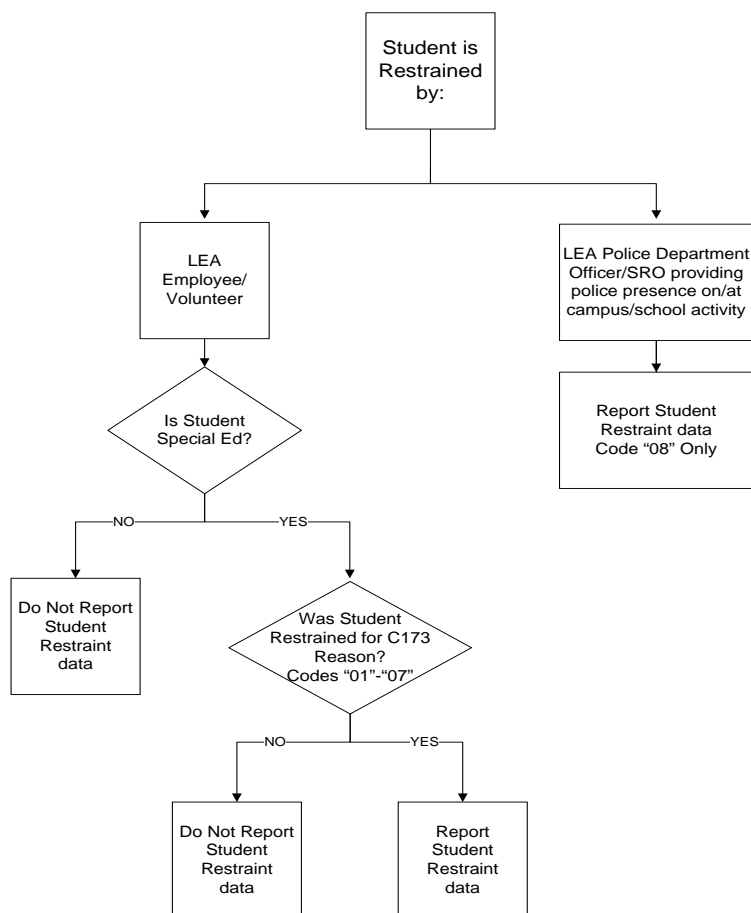 Student is
Restrained
by:
LEA
Employee/
Volunteer
LEA Police Department
Officer/SRO providing
police presence on/at
campus/school activity
Is Student
Special Ed?
Report Student
Restraint data
Code “08” Only
NO
YES
Do Not Report
Student
Restraint
data
Was Student
Restrained for C173
Reason?
Codes “01”-“07”
NO
YES
Do Not Report
Student
Restraint
data
Report
Student
Restraint
data